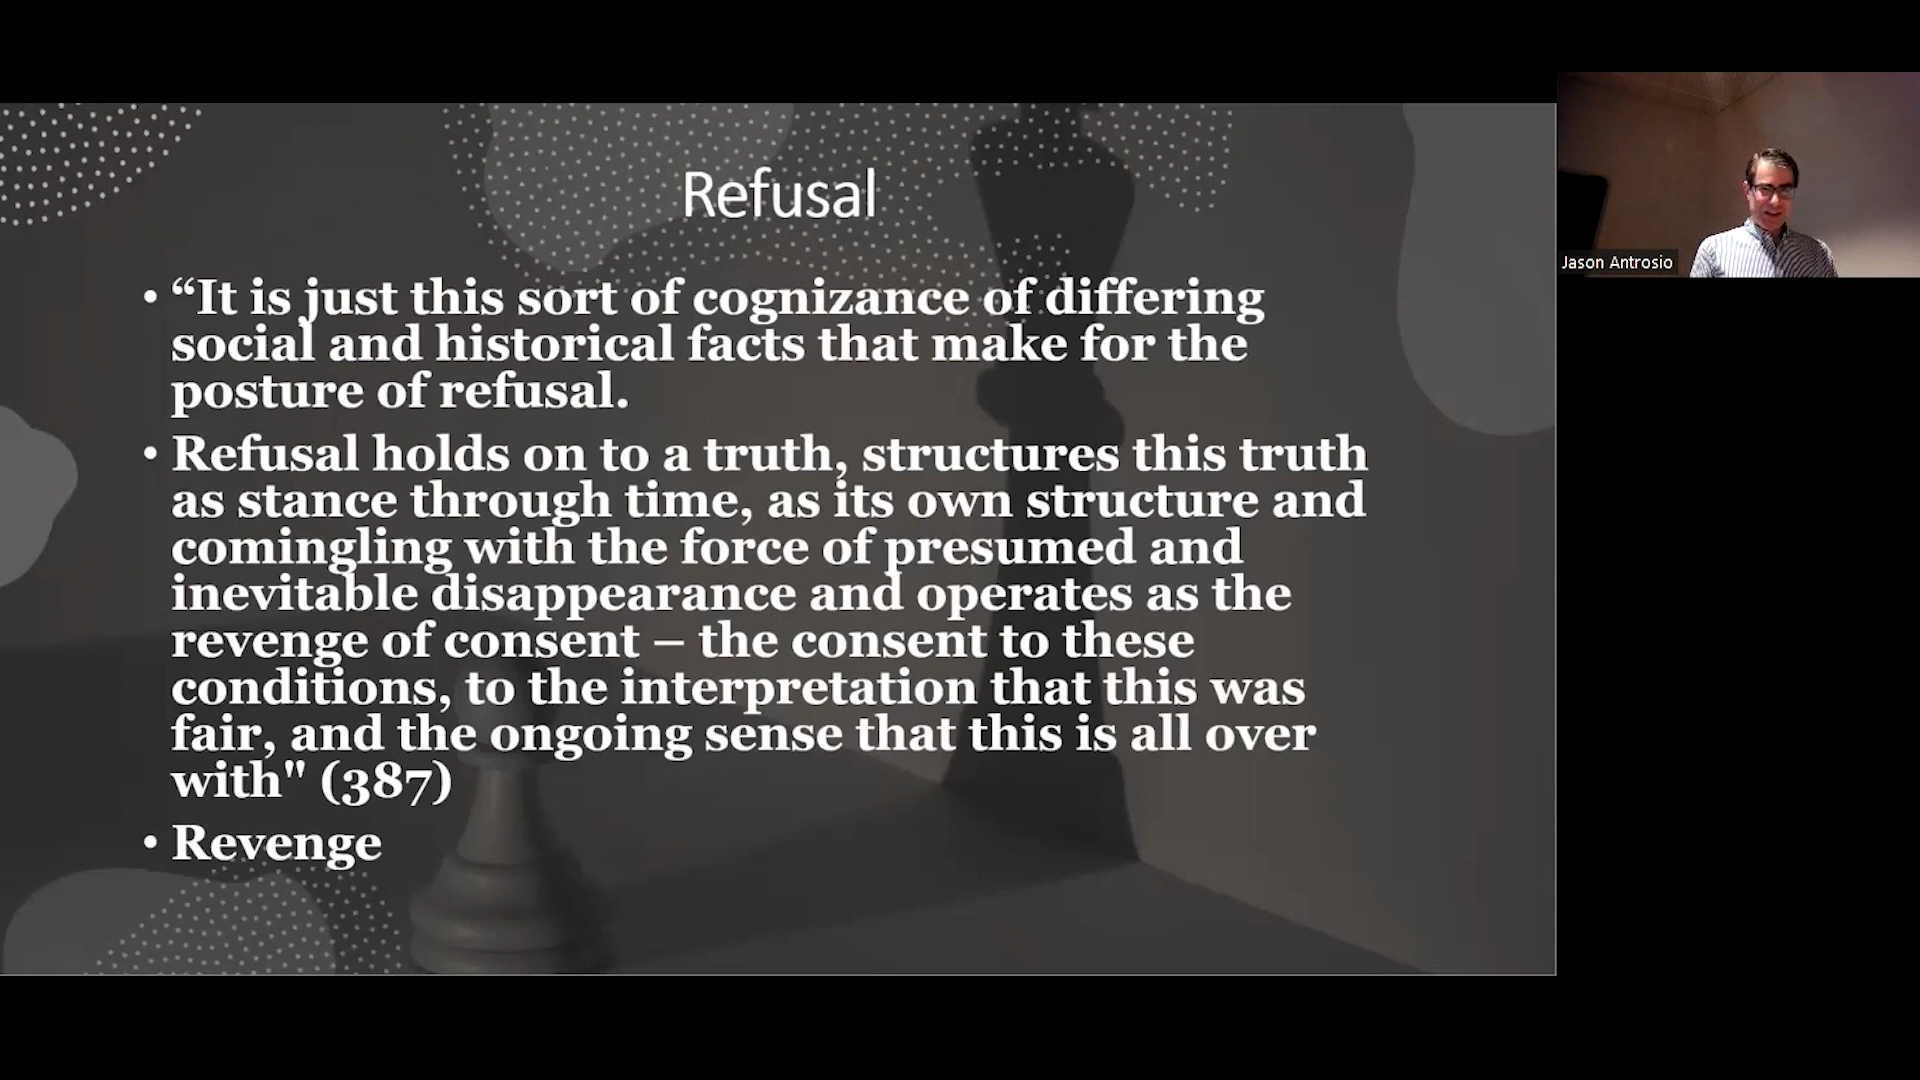 Refusal
• “It is just this sort of cognizance of differing
social and historical facts that make for the
posture of refusal.
• Refusal holds on to a truth, structures this truth
as stance through time, as its own structure and
comingling with the force of presumed and
inevitable disappearance and operates as the
revenge of consent – the consent to these
conditions, to the interpretation that this was
fair, and the ongoing sense that this is all over
with" (387)
• Revenge
Jason Antrosio